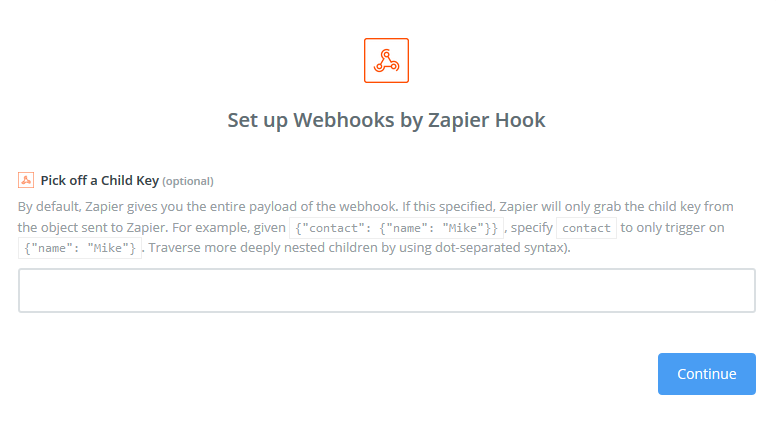 Set up Webhooks by Zapier Hook
Pick off a Child Key (optional)
By default, Zapier gives you the entire payload of the webhook. If this specified, Zapier will only grab the child key from
the object sent to Zapier. For example, given {"contact": {"name": "Mike"}} , specify contact to only trigger on
{"name": "Mike"} . Traverse more deeply nested children by using dot-separated syntax).
Continue